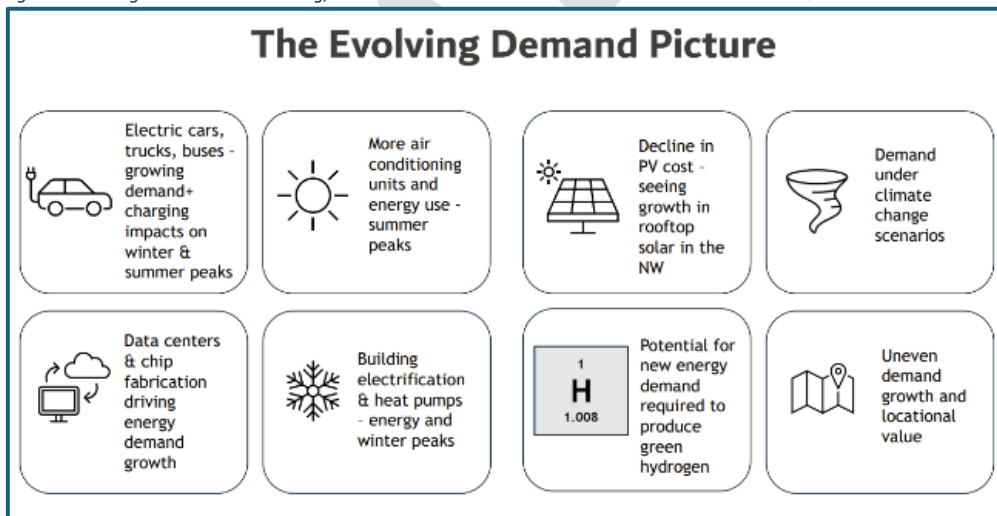 The Evolving Demand Picture
Electric cars,
trucks, buses –
growing
demand+
charging
impacts on
winter &
summer peaks
More air
conditioning
units and
energy use -
summer
peaks
Decline in
PV cost -
seeing
growth in
rooftop
solar in the
NW
Demand
under
climate
change
scenarios
Data centers
& chip
fabrication
driving
energy
demand
growth
Building
electrification
& heat pumps
– energy and
winter peaks
1
H
1.008
Potential for
new energy
demand
required to
produce
green
hydrogen
Uneven
demand
growth and
locational
value